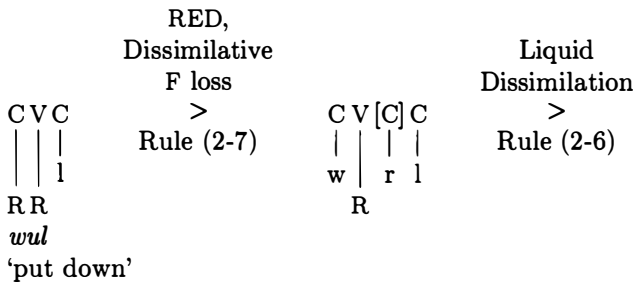 RED,
Dissimilative Liquid
F loss Dissimilation
C V C > C V [C] C >
Rule (2-7) Rule (2-6)
l w r l
R R R
wul
‘put down’